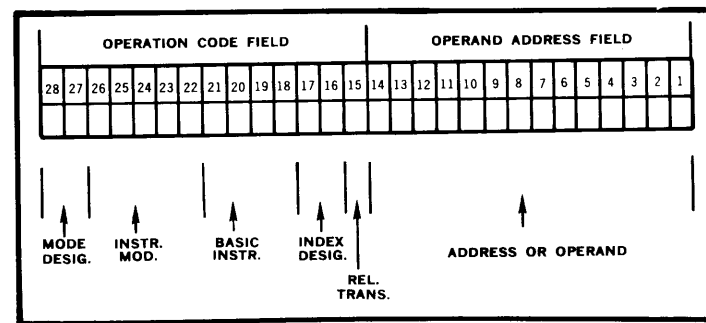 OPERATION CODE FIELD OPERAND ADDRESS FIELD
28 27 26 25 24 23 22 21 20 19 18 17 16 15 14 13 12 11 10 9 8 7 6 5 4 3 2 1
MODE DESIG.
INSTR. MOD.
BASIC INSTR.
INDEX DESIG.
REL. TRANS.
ADDRESS OR OPERAND